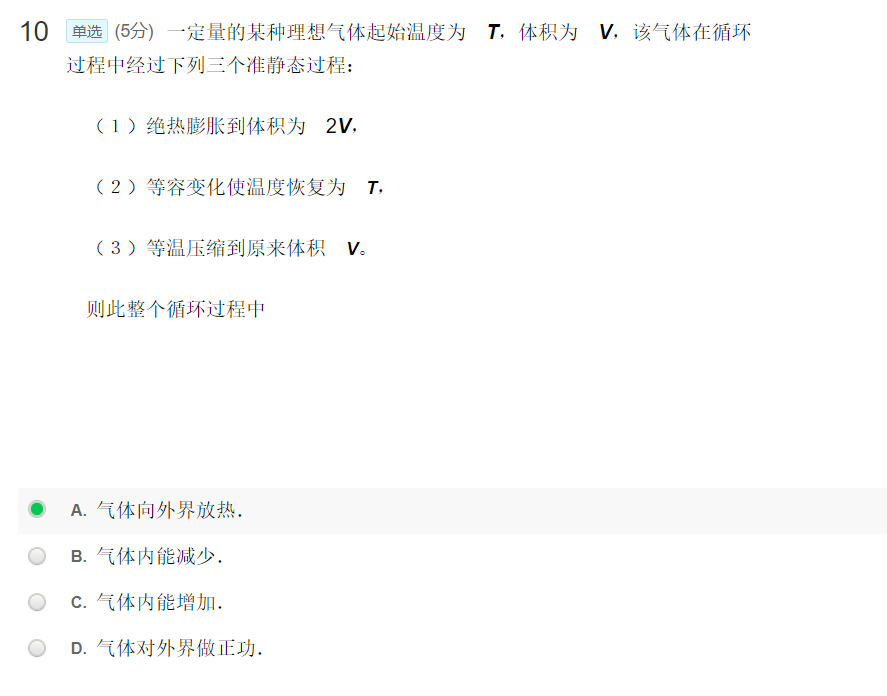 10 单选 (5分) 一定量的某种理想气体起始温度为 T，体积为 V，该气体在循环
过程中经过下列三个准静态过程：
（１）绝热膨胀到体积为 2V，
（２）等容变化使温度恢复为 T，
（３）等温压缩到原来体积 V。
则此整个循环过程中
A. 气体向外界放热．
B. 气体内能减少．
C. 气体内能增加．
D. 气体对外界做正功．